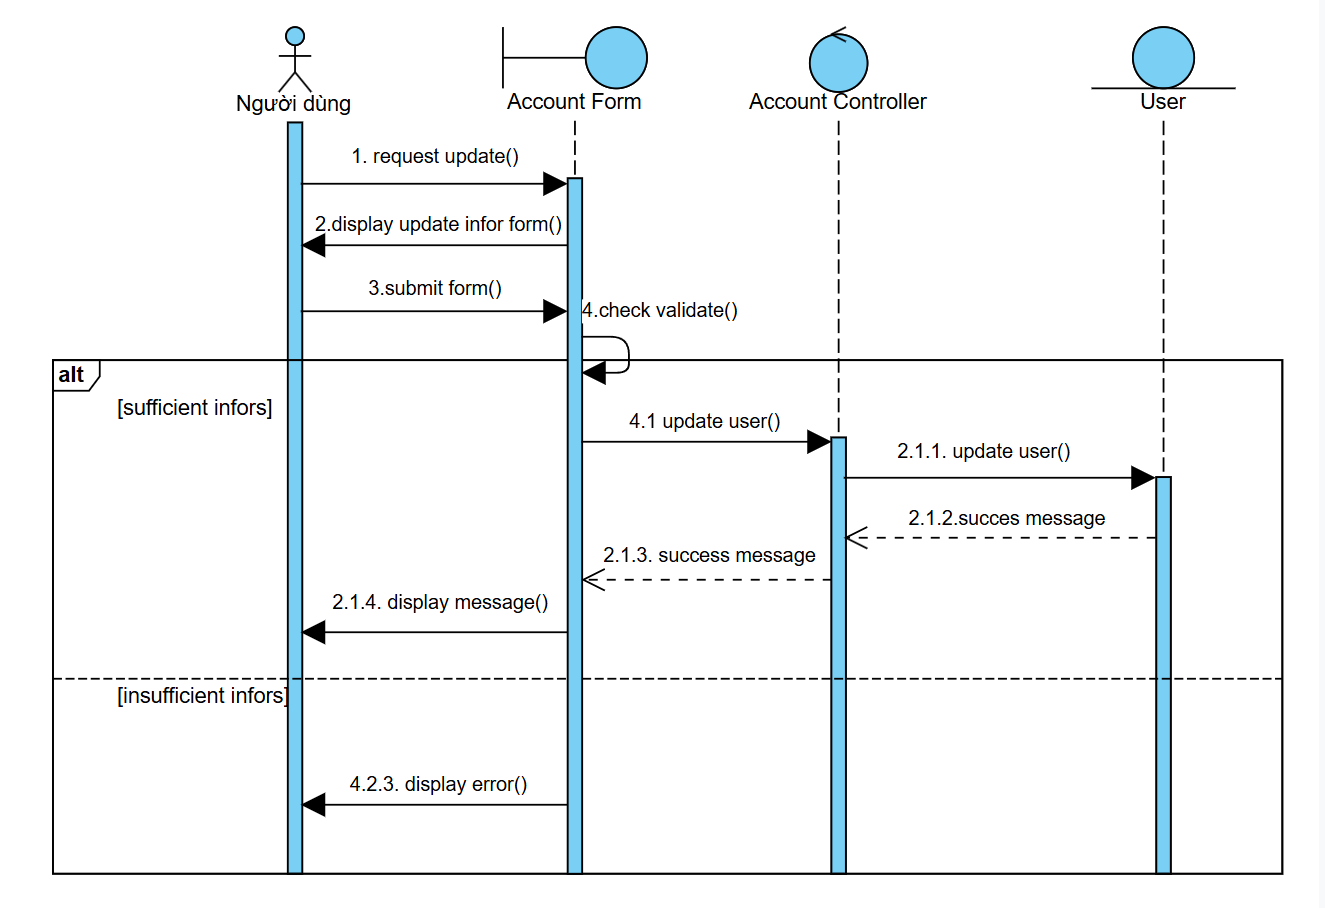 Người dùng
Account Form
Account Controller
User
1. request update()
2.display update infor form()
3.submit form()
4.check validate()
alt
[sufficient infors]
4.1 update user()
2.1.1. update user()
2.1.2.succes message
2.1.3. success message
2.1.4. display message()
[insufficient infors]
4.2.3. display error()